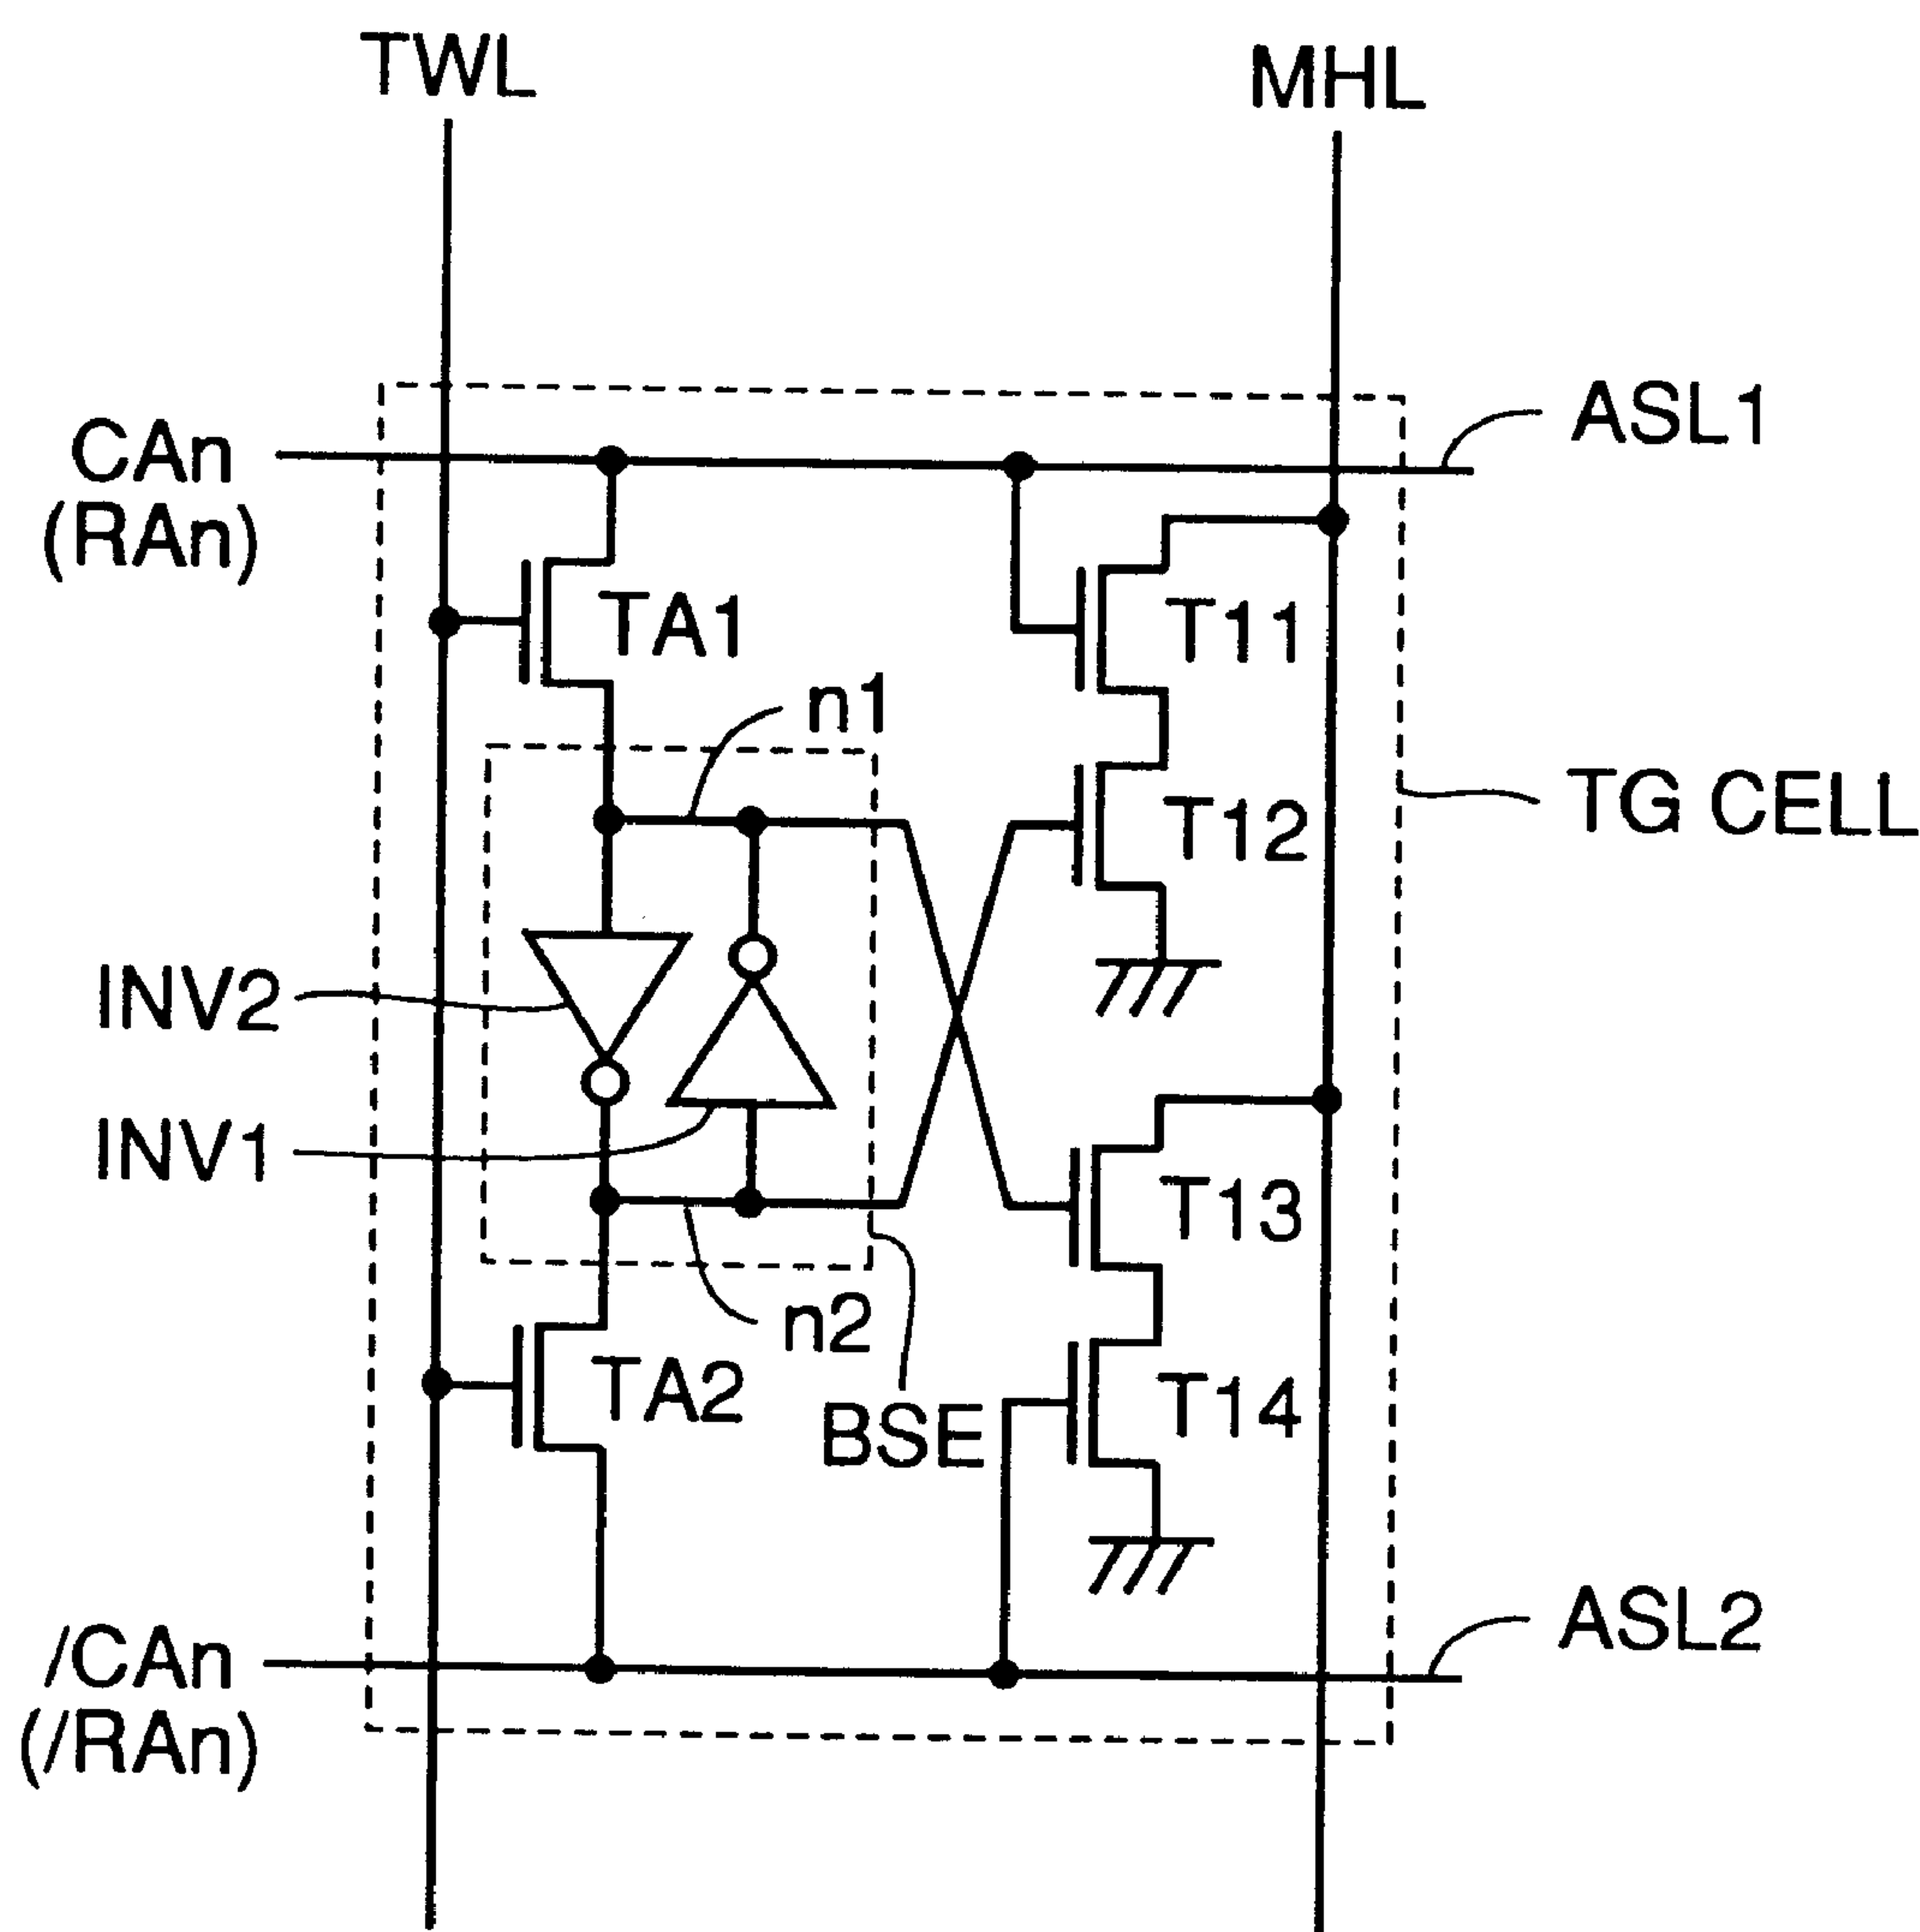 TWL
MHL
ASL1
CAn
(RAn)
TA1
T11
n1
TG CELL
T12
INV2
INV1
T13
n2
TA2
T14
BSE
ASL2
/CAn
(/RAn)